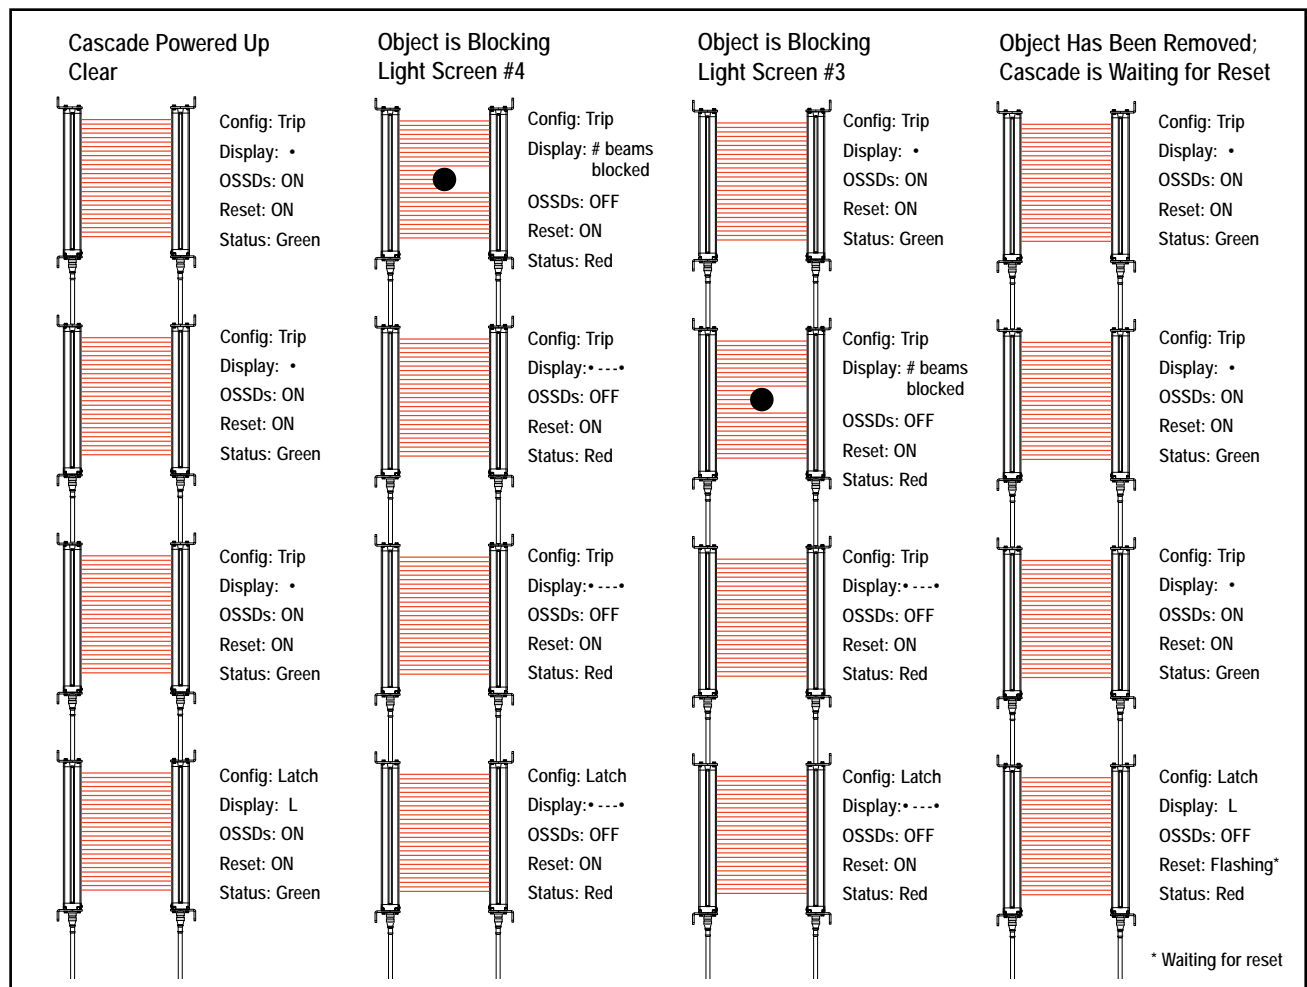 Cascade Powered Up
Clear
Config: Trip
Display: •
OSSDs: ON
Reset: ON
Status: Green
Config: Trip
Display: •
OSSDs: ON
Reset: ON
Status: Green
Config: Trip
Display: •
OSSDs: ON
Reset: ON
Status: Green
Config: Latch
Display: L
OSSDs: ON
Reset: ON
Status: Green
Object is Blocking
Light Screen #4
Config: Trip
Display: # beams
blocked
OSSDs: OFF
Reset: ON
Status: Red
Config: Trip
Display:•---•
OSSDs: OFF
Reset: ON
Status: Red
Config: Trip
Display:•---•
OSSDs: OFF
Reset: ON
Status: Red
Config: Latch
Display:•---•
OSSDs: OFF
Reset: ON
Status: Red
Object is Blocking
Light Screen #3
Config: Trip
Display: •
OSSDs: ON
Reset: ON
Status: Green
Config: Trip
Display: # beams
blocked
OSSDs: OFF
Reset: ON
Status: Red
Config: Trip
Display:•---•
OSSDs: OFF
Reset: ON
Status: Red
Config: Latch
Display:•---•
OSSDs: OFF
Reset: ON
Status: Red
Object Has Been Removed;
Cascade is Waiting for Reset
Config: Trip
Display: •
OSSDs: ON
Reset: ON
Status: Green
Config: Trip
Display: •
OSSDs: ON
Reset: ON
Status: Green
Config: Trip
Display: •
OSSDs: ON
Reset: ON
Status: Green
Config: Latch
Display: L
OSSDs: OFF
Reset: Flashing*
Status: Red
* Waiting for reset